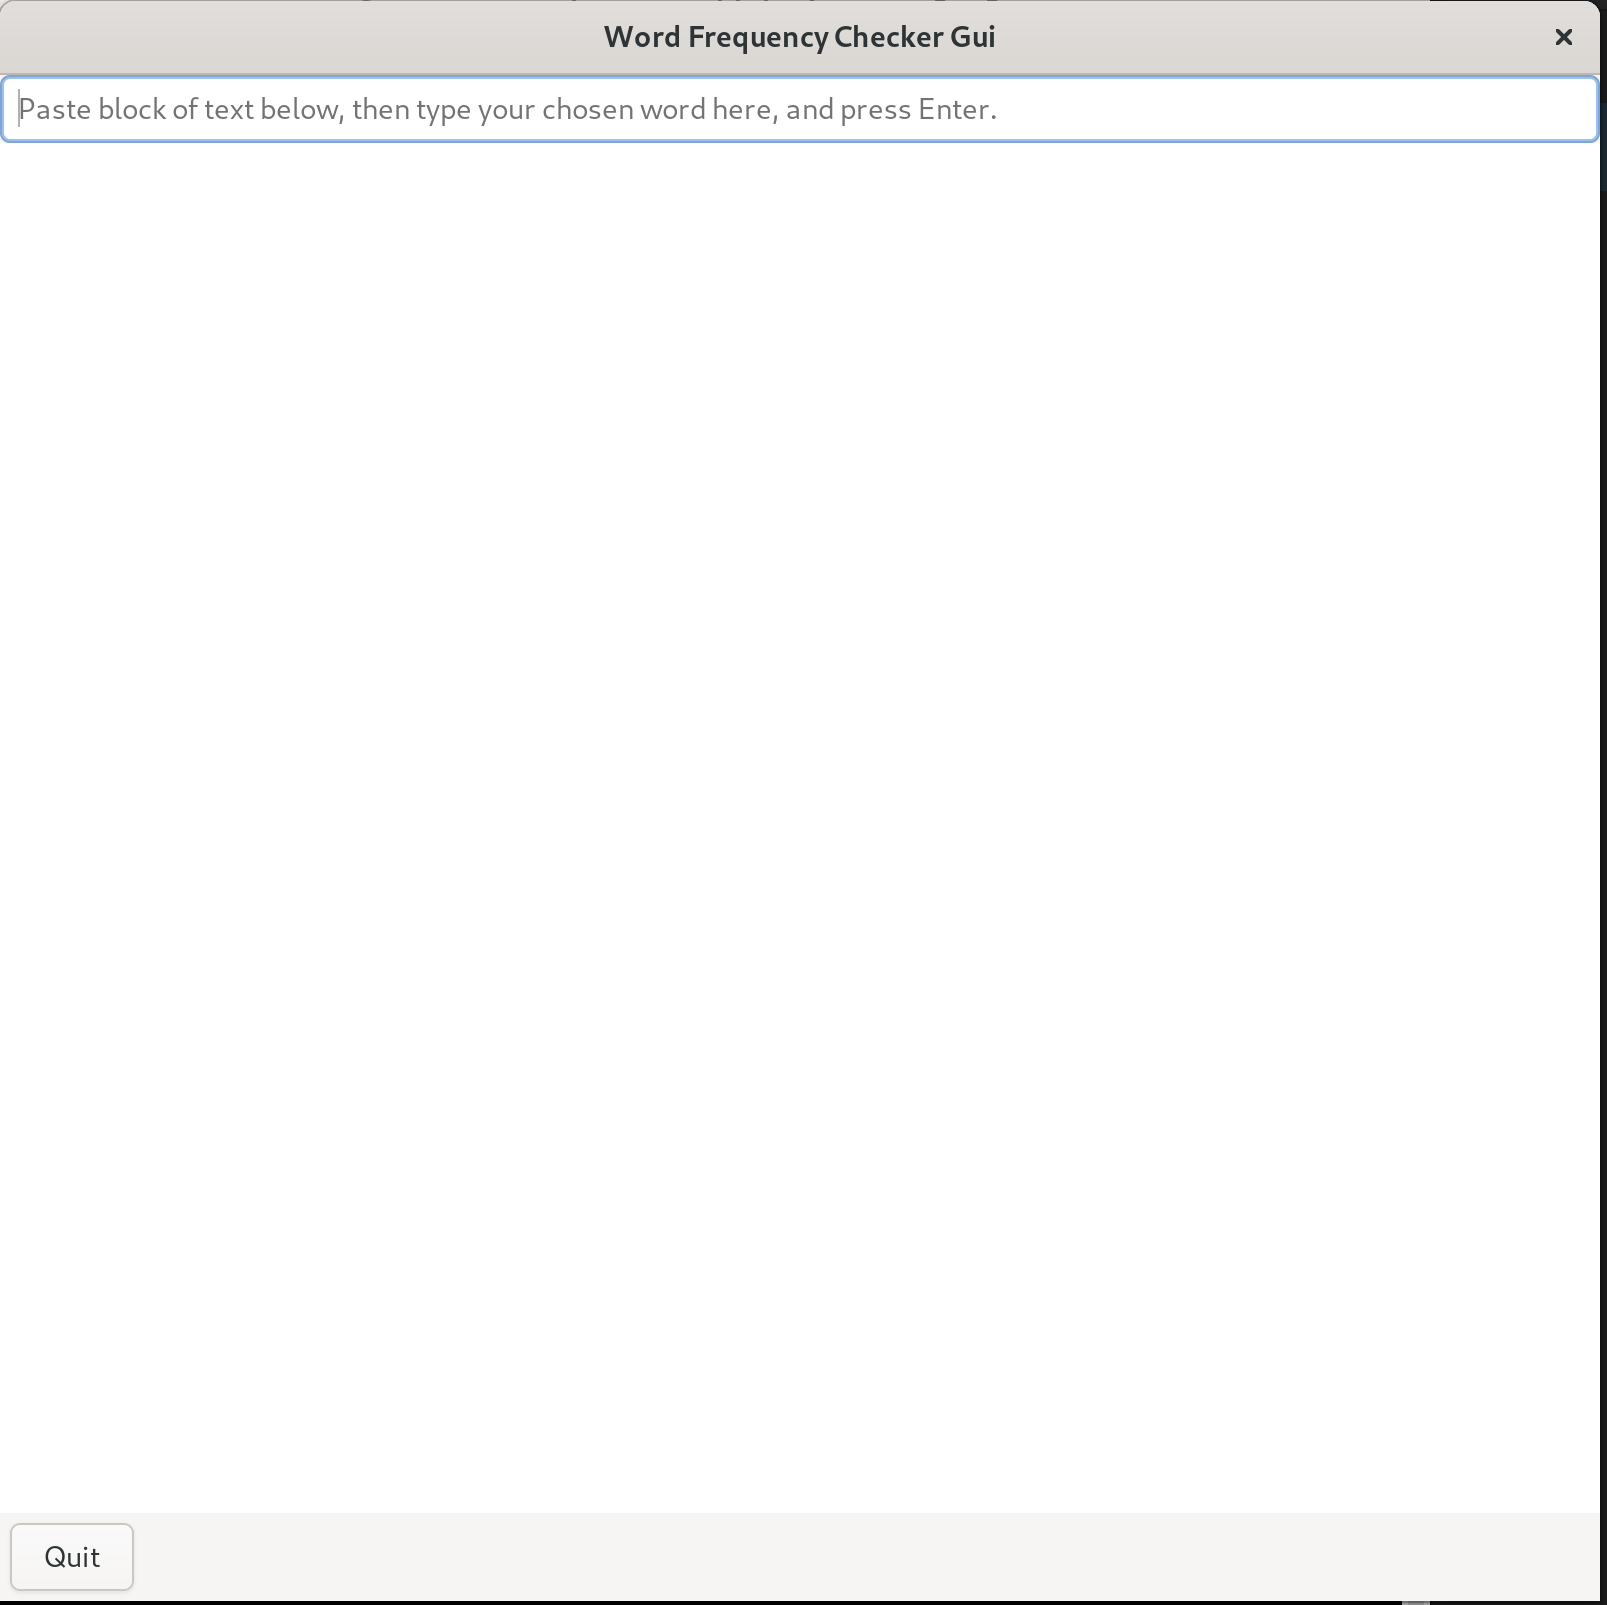 Word Frequency Checker Gui
Paste block of text below, then type your chosen word here, and press Enter.
Quit